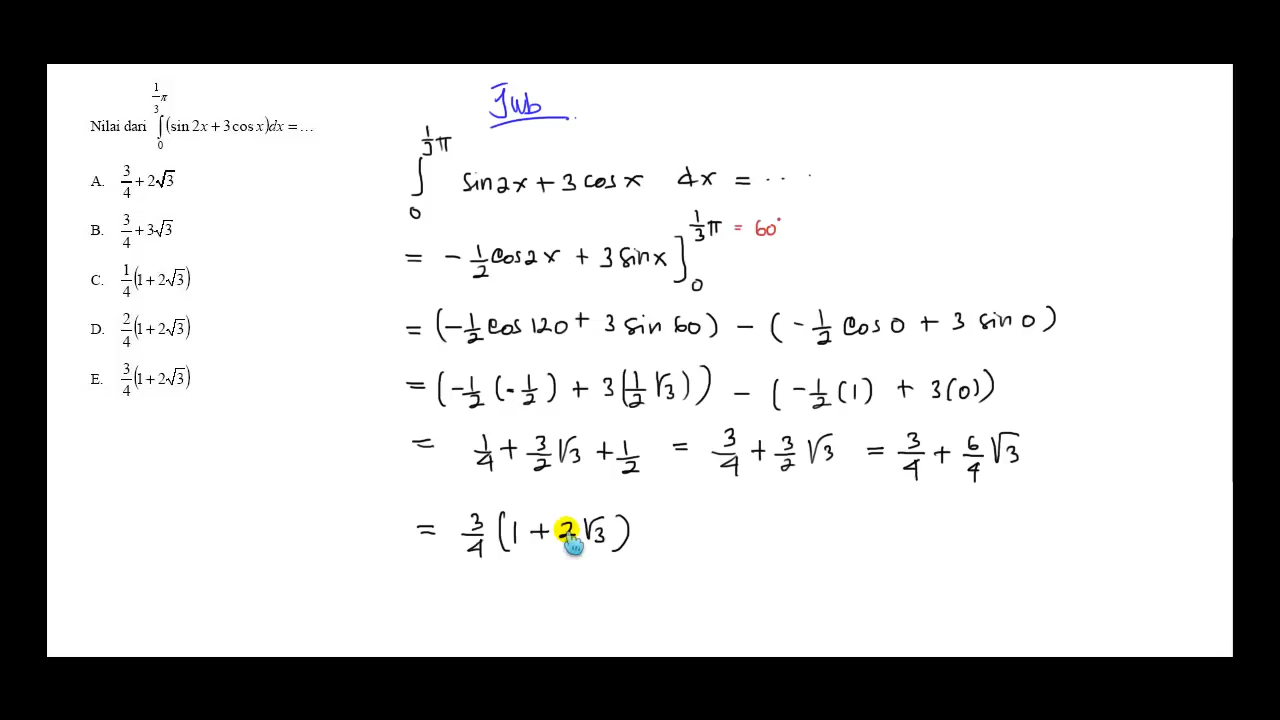 Nilai dari ∫₀^{1/3 π} (sin 2x + 3 cos x)dx = ...
A. 3/4 + 2√3
B. 3/4 + 3√3
C. 1/4 (1 + 2√3)
D. 2/4 (1 + 2√3)
E. 3/4 (1 + 2√3)
∫₀^{1/3 π} sin 2x + 3 cos x dx = ....
= - 1/2 cos 2x + 3 sin x ]₀^{1/3 π} = 60°
= (-1/2 cos 120 + 3 sin 60) - (-1/2 cos 0 + 3 sin 0)
= (-1/2 (-1/2) + 3(1/2 √3)) - (-1/2 (1) + 3(0))
= 1/4 + 3/2 √3 + 1/2 = 3/4 + 3/2 √3 = 3/4 + 6/4 √3
= 3/4 (1 + 2√3)